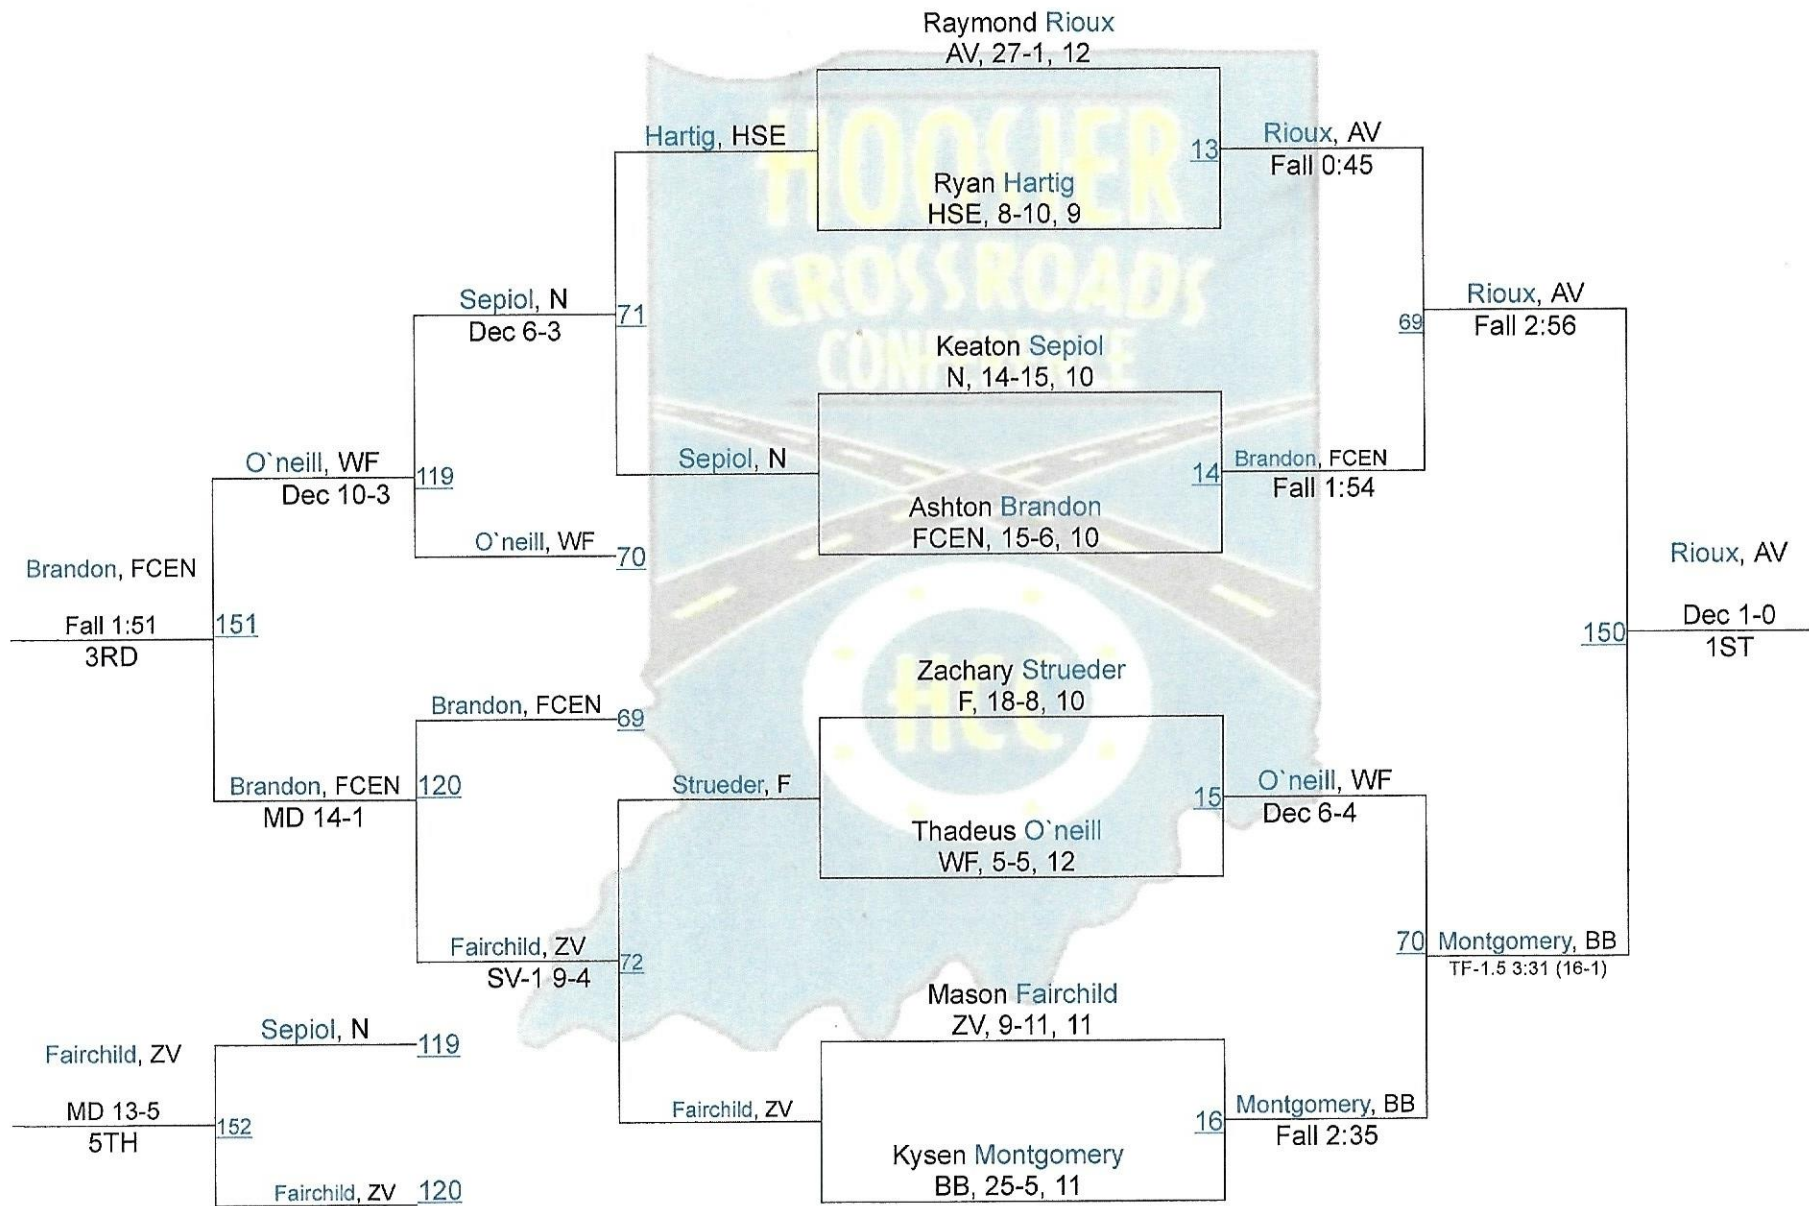 Raymond Rioux
AV, 27-1, 12
HOOSIER
CROSSROADS
CONFERENCE
HCC
Hartig, HSE
13
Rioux, AV
Fall 0:45
Ryan Hartig
HSE, 8-10, 9
Sepiol, N
Dec 6-3
71
Keaton Sepiol
N, 14-15, 10
69
Rioux, AV
Fall 2:56
O`neill, WF
Dec 10-3
119
Sepiol, N
14
Brandon, FCEN
Fall 1:54
Ashton Brandon
FCEN, 15-6, 10
O`neill, WF
70
Brandon, FCEN
Fall 1:51
3RD
151
Rioux, AV
Dec 1-0
1ST
150
Zachary Strueder
F, 18-8, 10
Brandon, FCEN
69
Brandon, FCEN
MD 14-1
120
Strueder, F
15
O`neill, WF
Dec 6-4
Thadeus O`neill
WF, 5-5, 12
Fairchild, ZV
SV-1 9-4
72
70
Montgomery, BB
TF-1.5 3:31 (16-1)
Mason Fairchild
ZV, 9-11, 11
Sepiol, N
119
Fairchild, ZV
MD 13-5
5TH
152
Fairchild, ZV
16
Montgomery, BB
Fall 2:35
Kysen Montgomery
BB, 25-5, 11
Fairchild, ZV
120